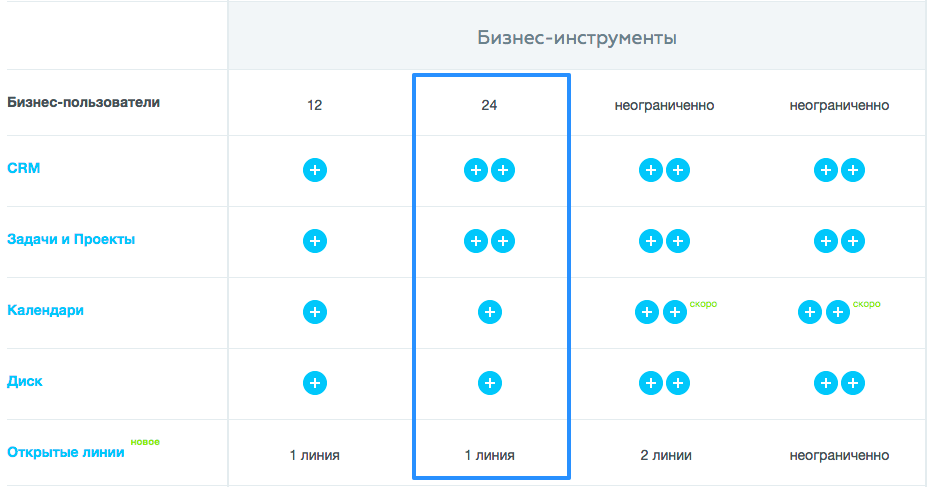 Бизнес-инструменты
Бизнес-пользователи 12 24 неограниченно неограниченно
CRM + ++ ++ ++
Задачи и Проекты + ++ ++ ++
Календари + + ++ скоро ++ скоро
Диск + + ++ ++
Открытые линии новое 1 линия 1 линия 2 линии неограниченно